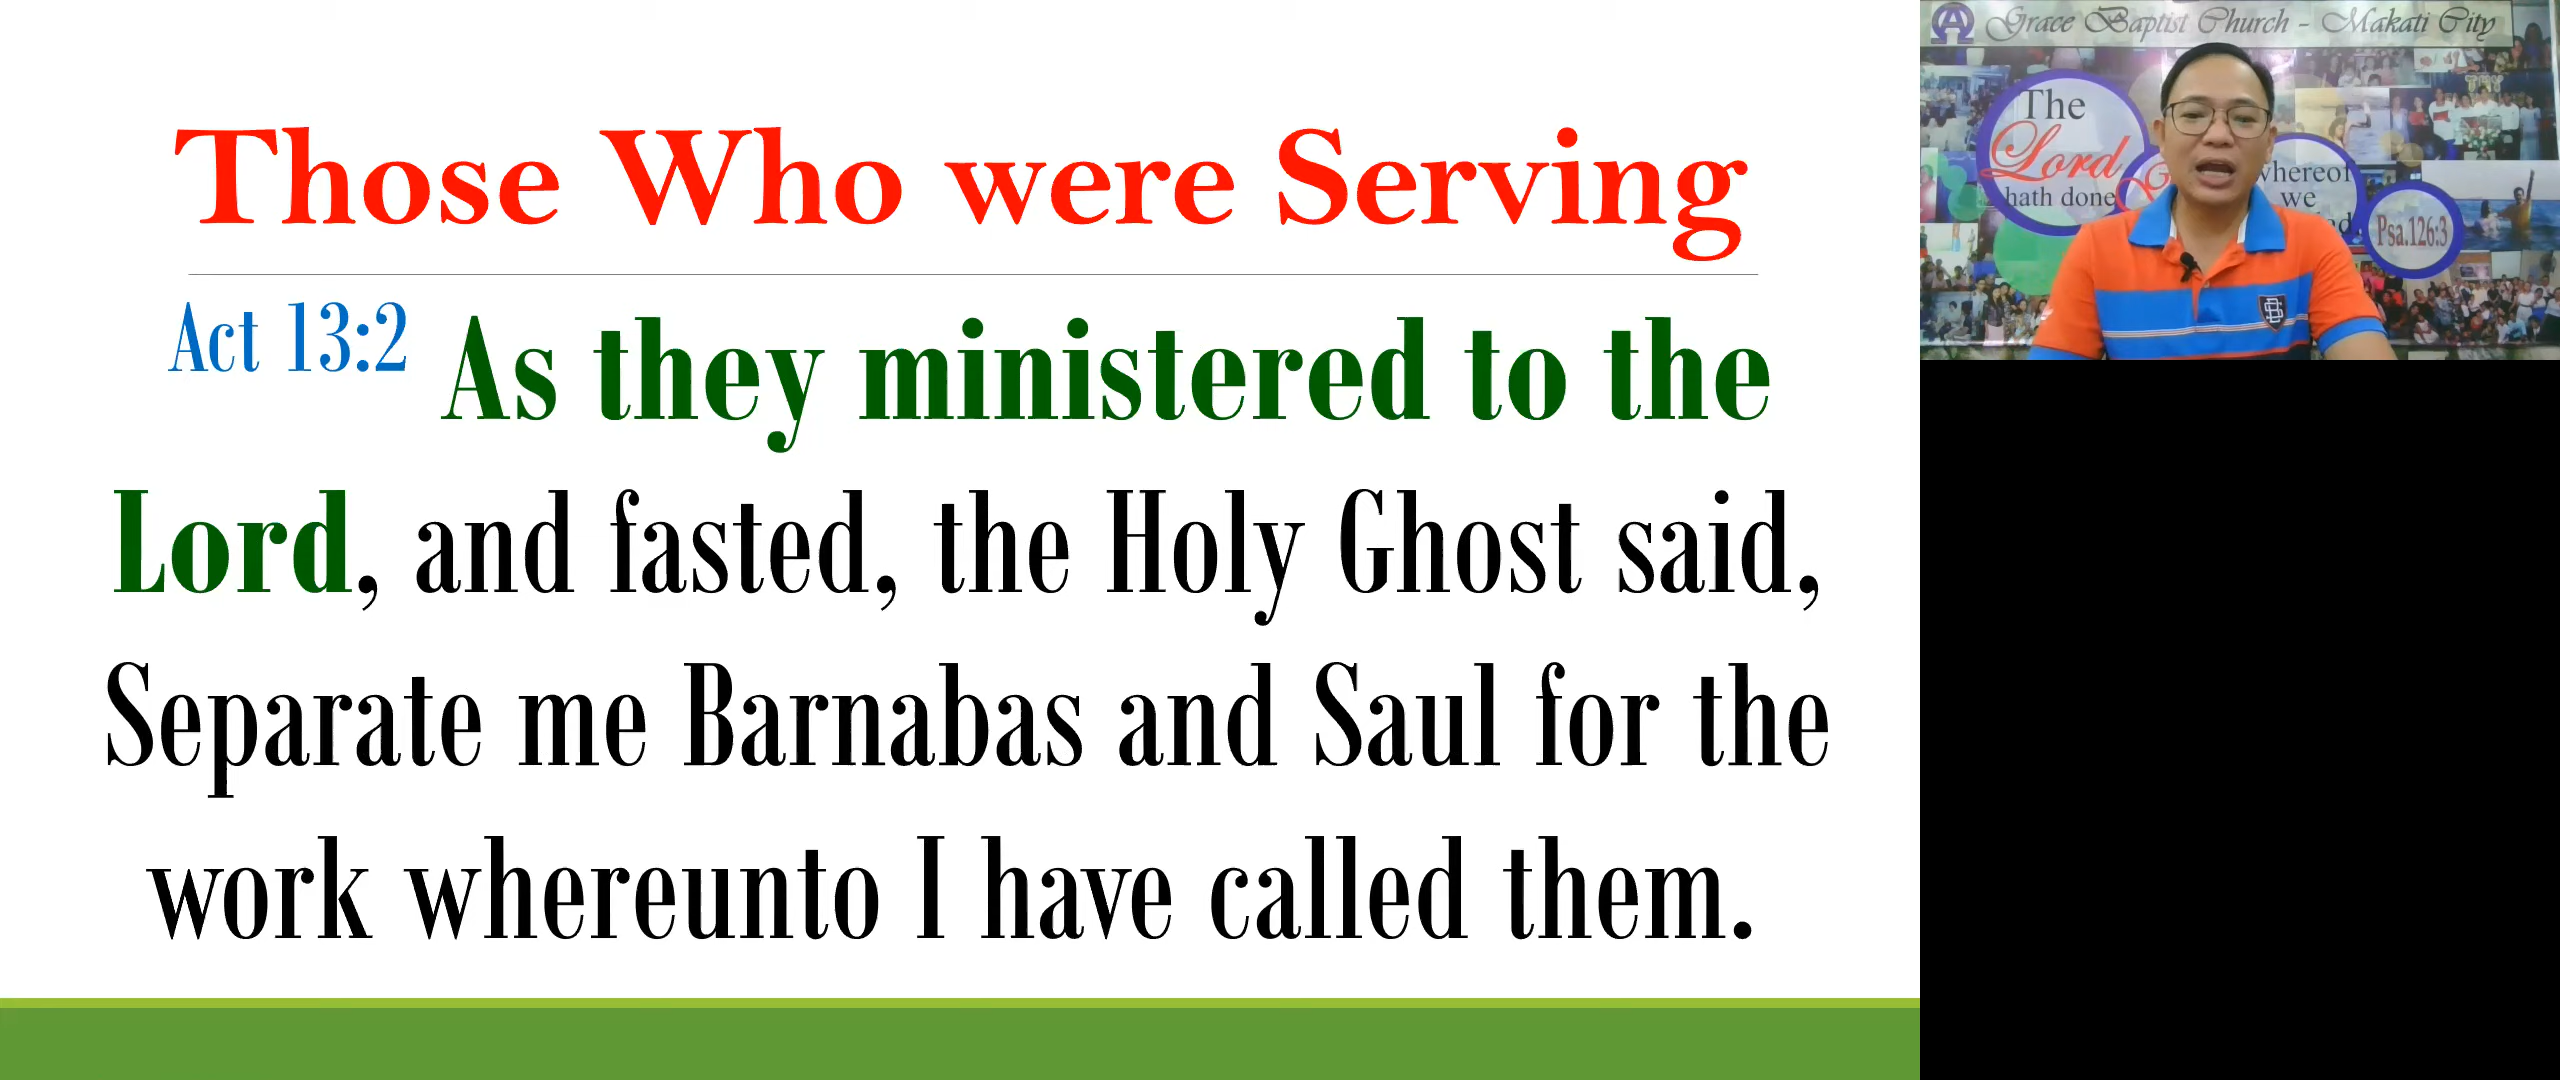 Those Who were Serving
Act 13:2 As they ministered to the
Lord, and fasted, the Holy Ghost said,
Separate me Barnabas and Saul for the
work whereunto I have called them.
Grace Baptist Church - Makati City
The
Lord
hath done
whereof
we
Psa.126:3